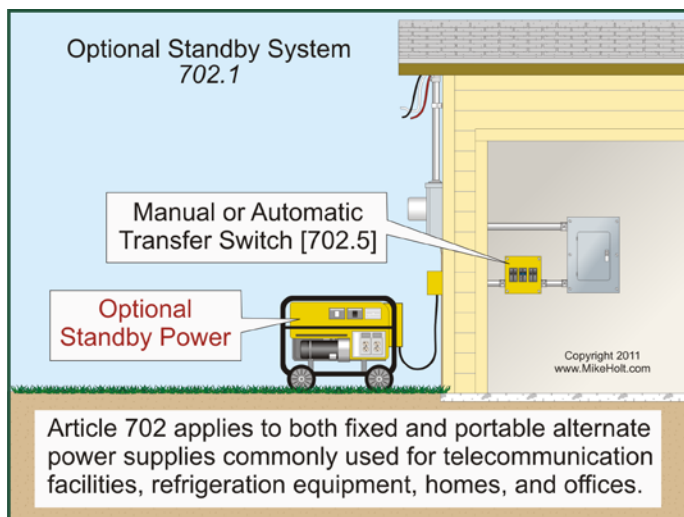 Optional Standby System
702.1
Manual or Automatic
Transfer Switch [702.5]
Optional
Standby Power
Copyright 2011
www.MikeHolt.com
Article 702 applies to both fixed and portable alternate
power supplies commonly used for telecommunication
facilities, refrigeration equipment, homes, and offices.